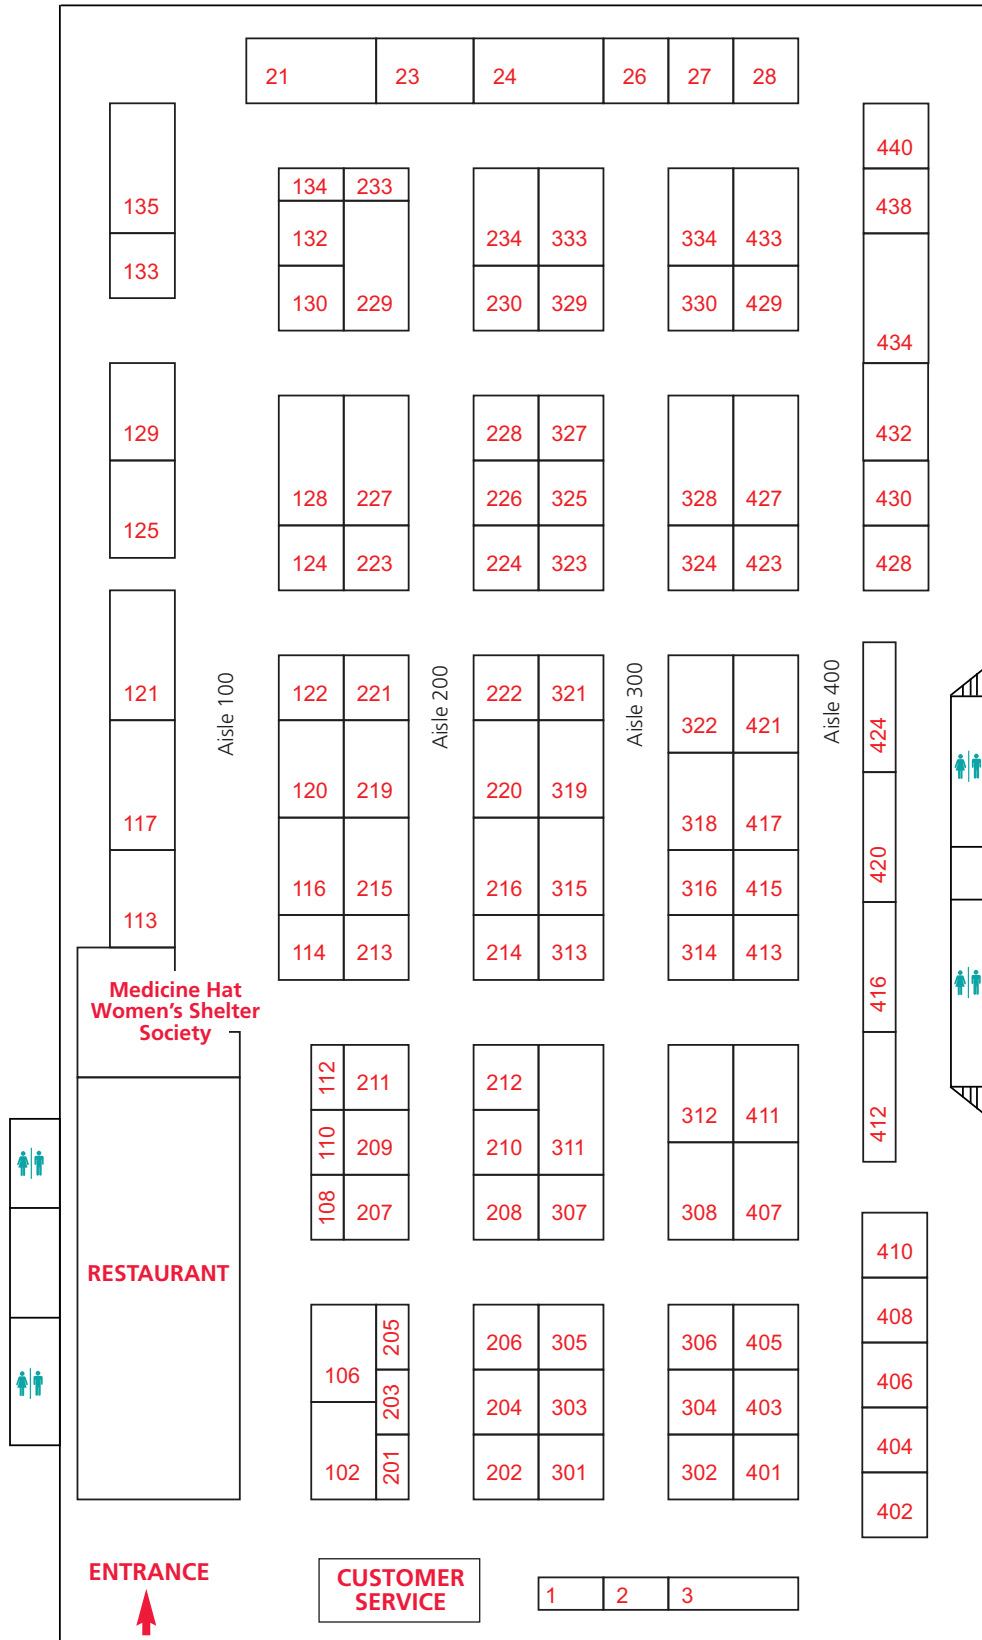 21 23 24 26 27 28
440
135 134 233 438
132 234 333 334 433
133
130 229 230 329 330 429
434
129 228 327 432
128 227 226 325 328 427 430
125
124 223 224 323 324 423 428
121 122 221 222 321
Aisle 100
Aisle 200
Aisle 300
Aisle 400
322 421 424
120 219 220 319
117 318 417
420
116 215 216 315 316 415
113
114 213 214 313 314 413
416
Medicine Hat
Women's Shelter
Society
112 211 212
312 411 412
110 209 210 311
108 207 208 307 308 407
410
RESTAURANT
205 206 305 306 405 408
106
203 204 303 304 403 406
404
102 201 202 301 302 401
402
ENTRANCE
CUSTOMER
SERVICE
1 2 3